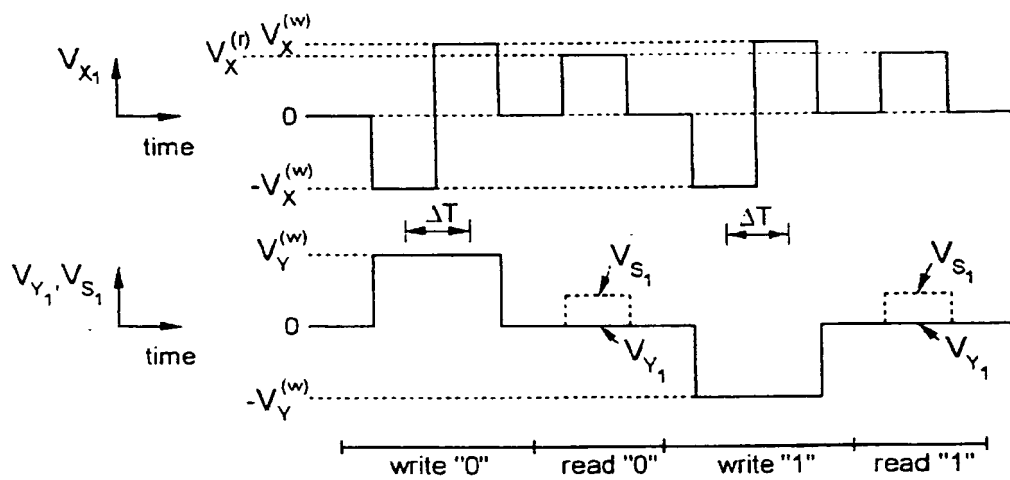 V_X^(r) V_X^(w)
V_X₁
0
time
-V_X^(w)
ΔT ΔT
V_Y^(w)
V_Y₁, V_S₁
V_S₁ V_S₁
0
time
V_Y₁ V_Y₁
-V_Y^(w)
write "0" read "0" write "1" read "1"